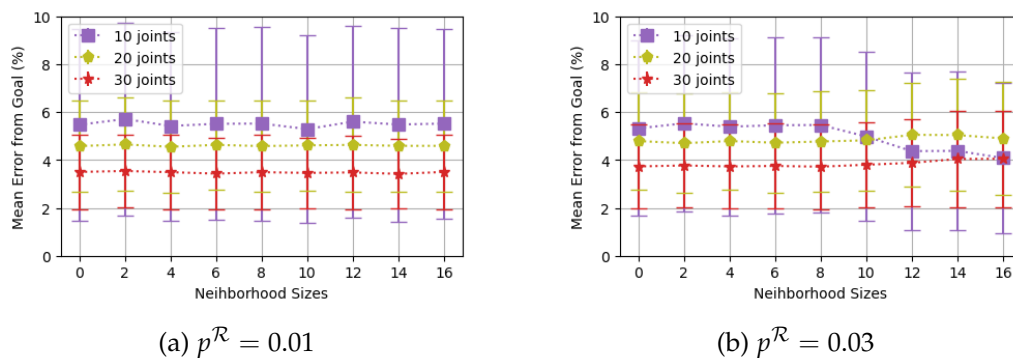 Mean Error from Goal (%)
10
8
6
4
2
0
10 joints
20 joints
30 joints
0 2 4 6 8 10 12 14 16
Neihborhood Sizes
(a) p^ℛ = 0.01
Mean Error from Goal (%)
10
8
6
4
2
0
10 joints
20 joints
30 joints
0 2 4 6 8 10 12 14 16
Neihborhood Sizes
(b) p^ℛ = 0.03